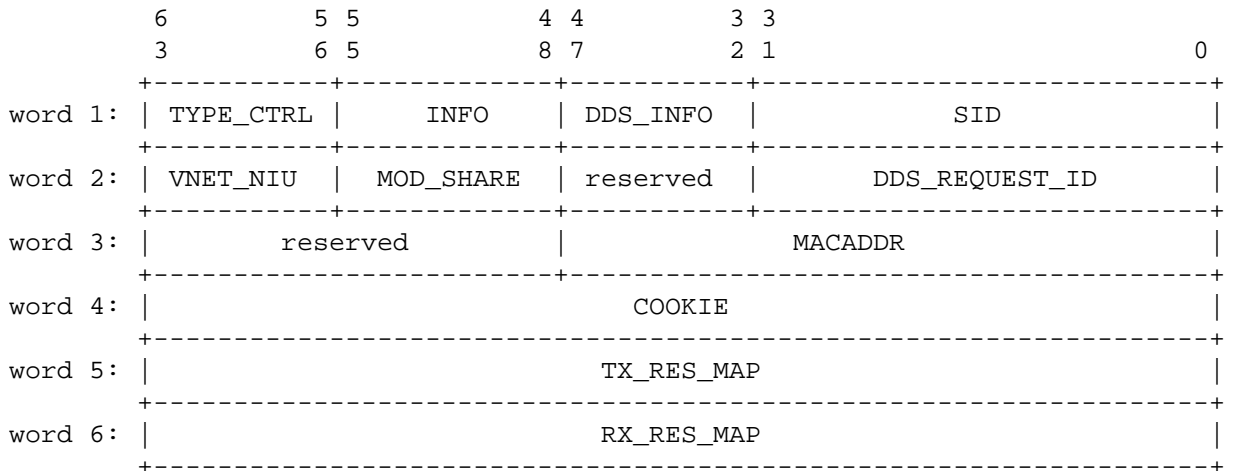 6           5 5           4 4         3 3
3           6 5           8 7         2 1                           0
+-----------+-------------+-----------+----------------------------+
word 1: | TYPE_CTRL |     INFO    | DDS_INFO  |            SID             |
+-----------+-------------+-----------+----------------------------+
word 2: | VNET_NIU  |  MOD_SHARE  | reserved  |       DDS_REQUEST_ID       |
+-----------+-------------+-----------+----------------------------+
word 3: |        reserved         |              MACADDR                   |
+-------------------------+----------------------------------------+
word 4: |                              COOKIE                              |
+------------------------------------------------------------------+
word 5: |                            TX_RES_MAP                            |
+------------------------------------------------------------------+
word 6: |                            RX_RES_MAP                            |
+------------------------------------------------------------------+